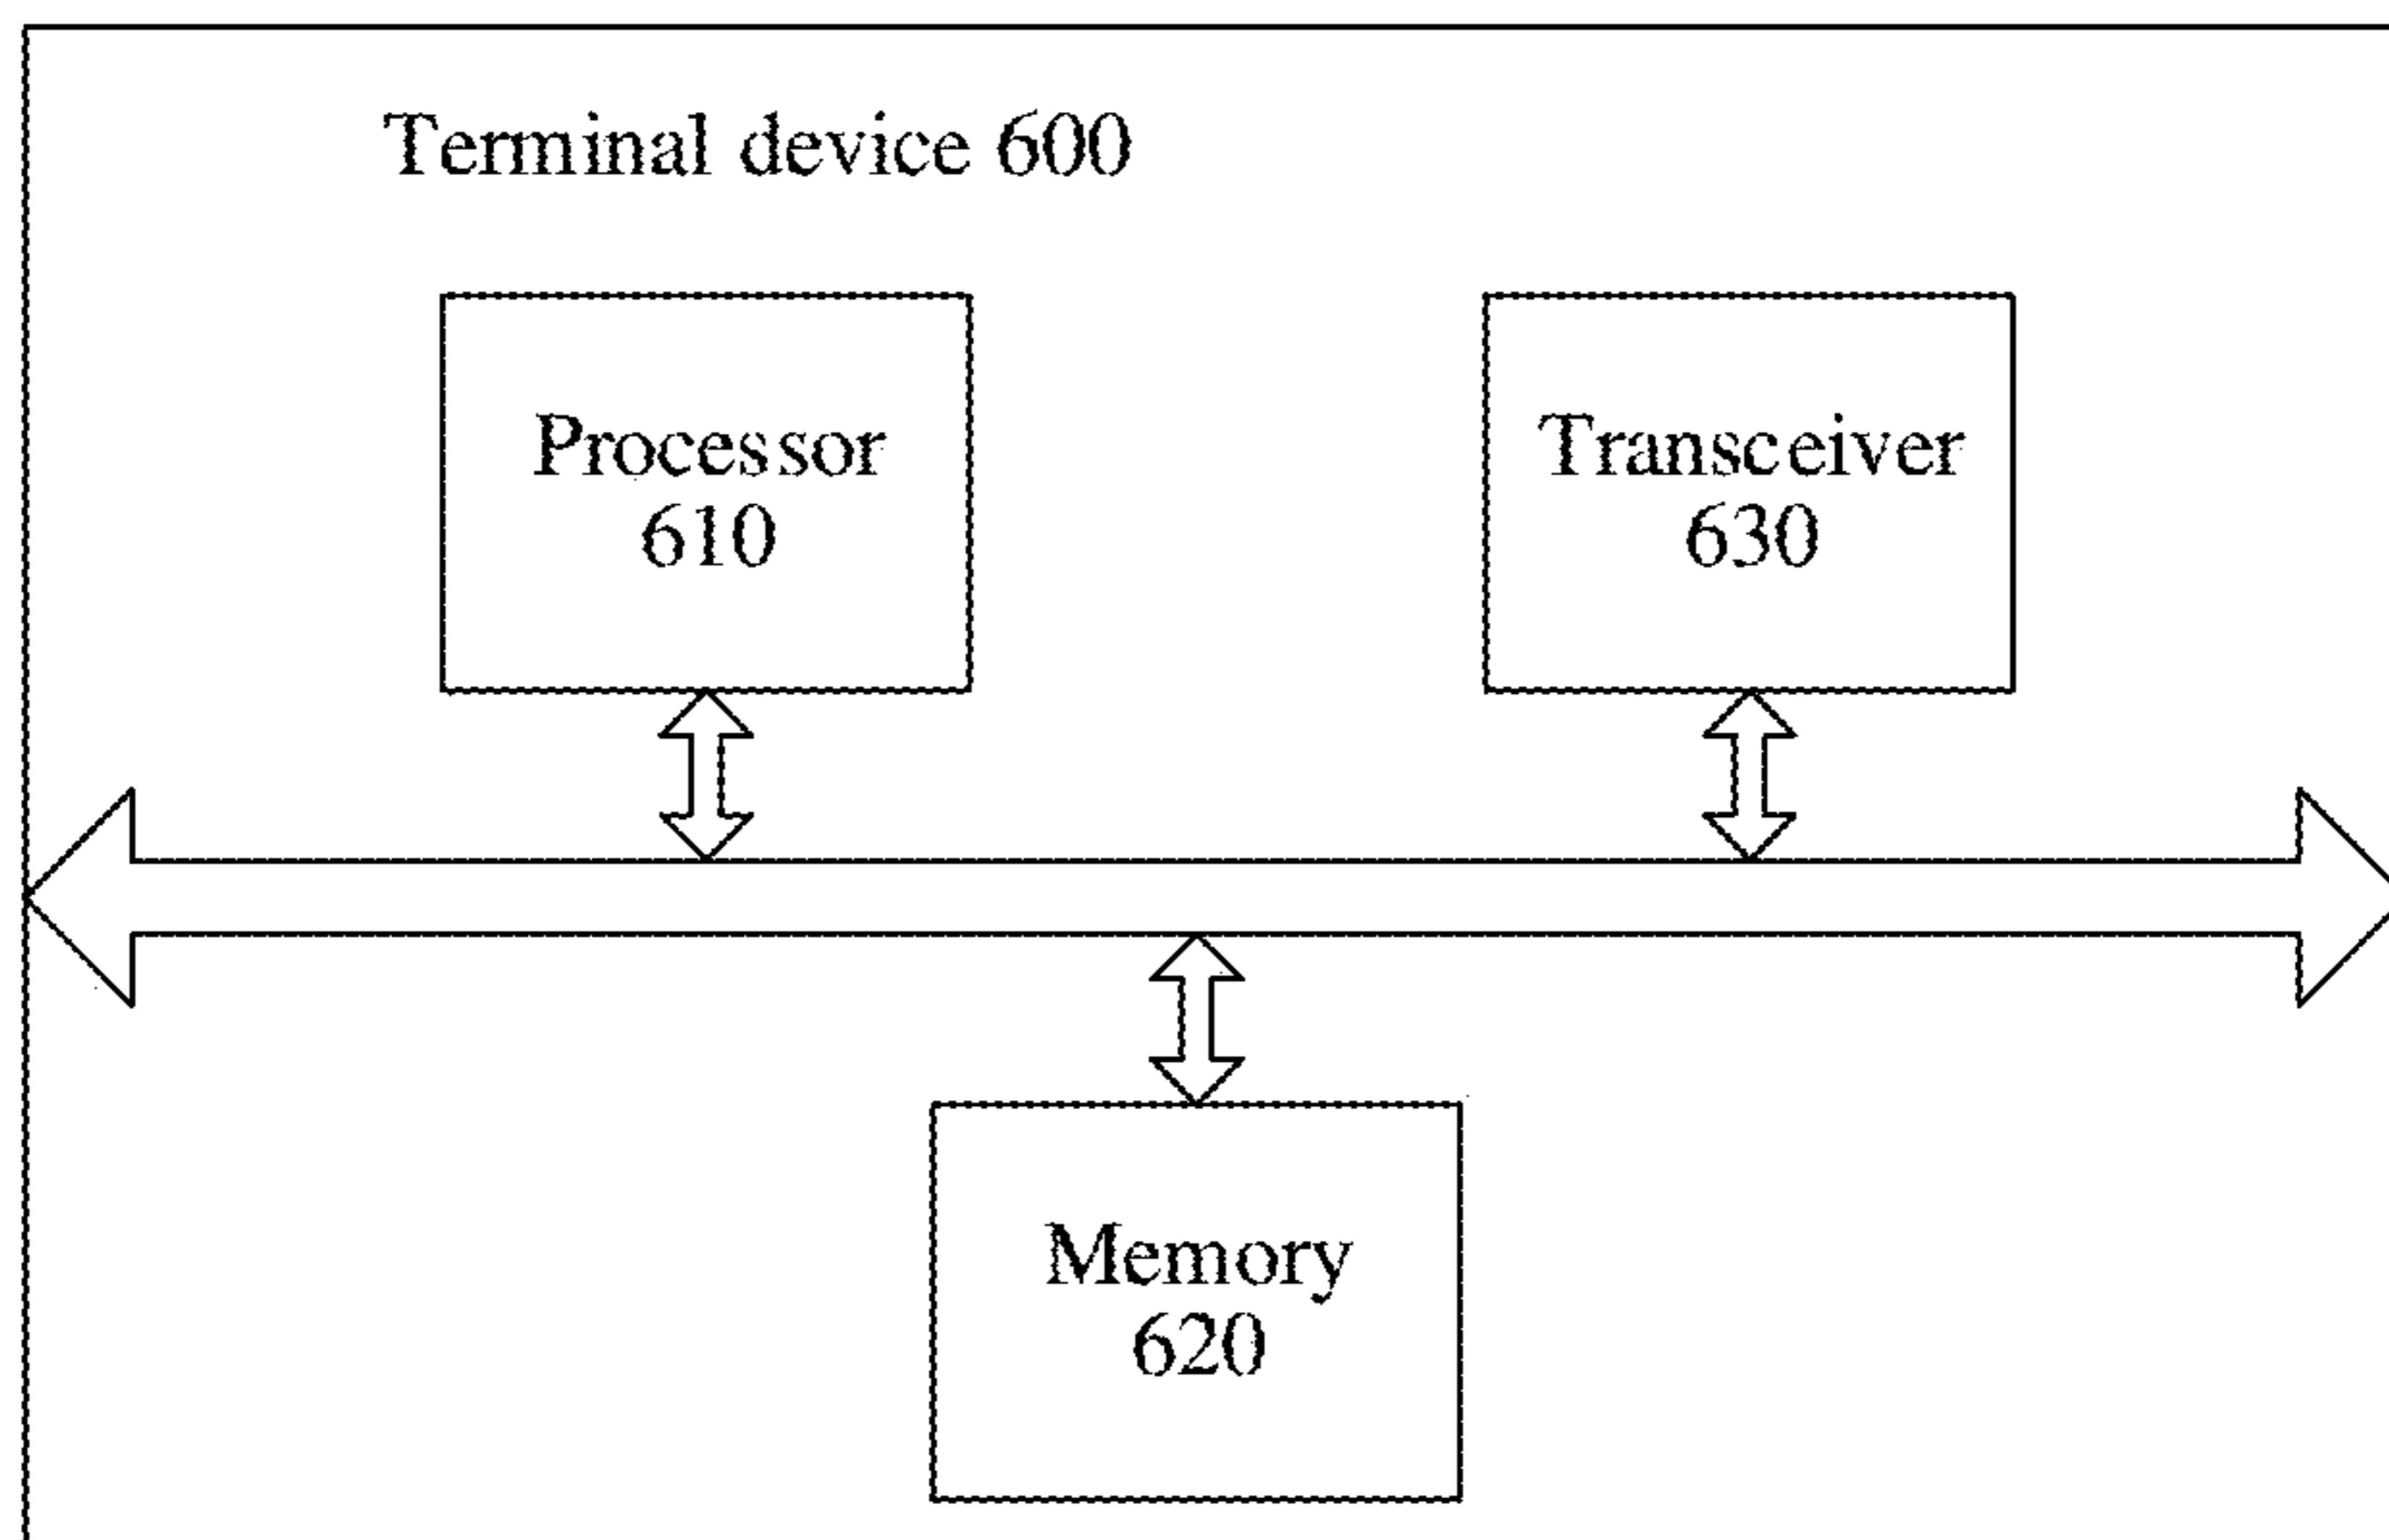 Terminal device 600
Processor
610
Transceiver
630
Memory
620